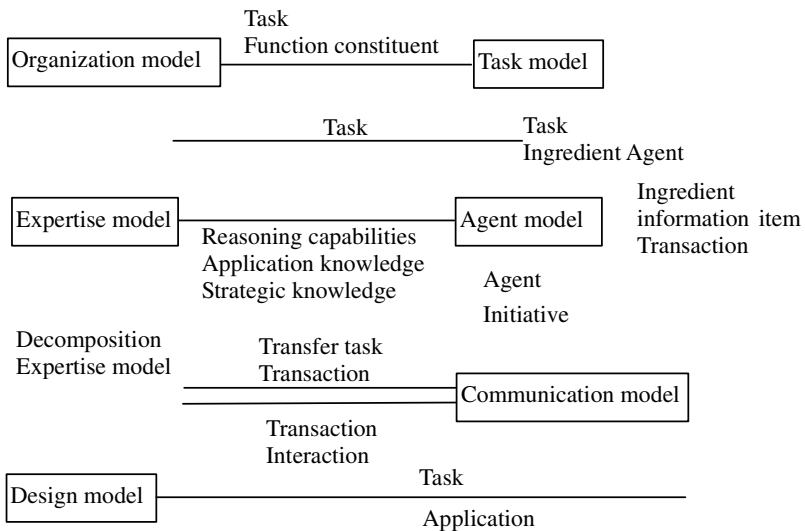 Task
Function constituent
Organization model
Task model
Task
Task
Ingredient Agent
Expertise model
Agent model
Ingredient
information item
Transaction
Reasoning capabilities
Application knowledge
Strategic knowledge
Agent
Initiative
Decomposition
Expertise model
Transfer task
Transaction
Communication model
Transaction
Interaction
Task
Design model
Application